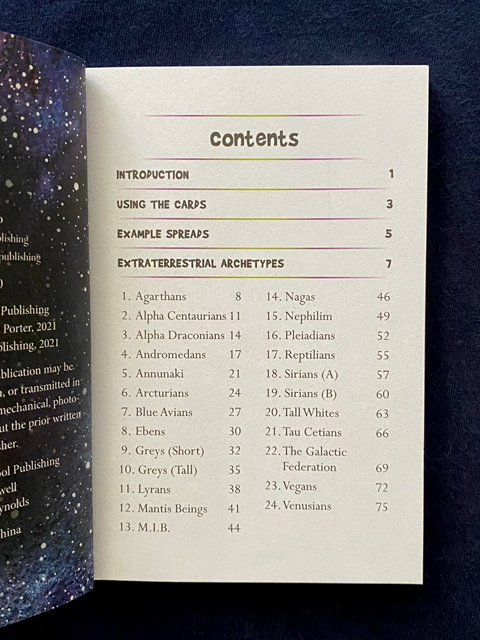 lishing
publishing
Publishing
Porter, 2021
lishing, 2021
ublication may be
, or transmitted in
mechanical, photo-
ut the prior written
her.
ool Publishing
well
ynolds
hina
Contents
INTRODUCTION 1
USING THE CARDS 3
EXAMPLE SPREADS 5
EXTRATERRESTRIAL ARCHETYPES 7
1. Agarthans 8
2. Alpha Centaurians 11
3. Alpha Draconians 14
4. Andromedans 17
5. Annunaki 21
6. Arcturians 24
7. Blue Avians 27
8. Ebens 30
9. Greys (Short) 32
10. Greys (Tall) 35
11. Lyrans 38
12. Mantis Beings 41
13. M.I.B. 44
14. Nagas 46
15. Nephilim 49
16. Pleiadians 52
17. Reptilians 55
18. Sirians (A) 57
19. Sirians (B) 60
20. Tall Whites 63
21. Tau Cetians 66
22. The Galactic
Federation 69
23. Vegans 72
24. Venusians 75